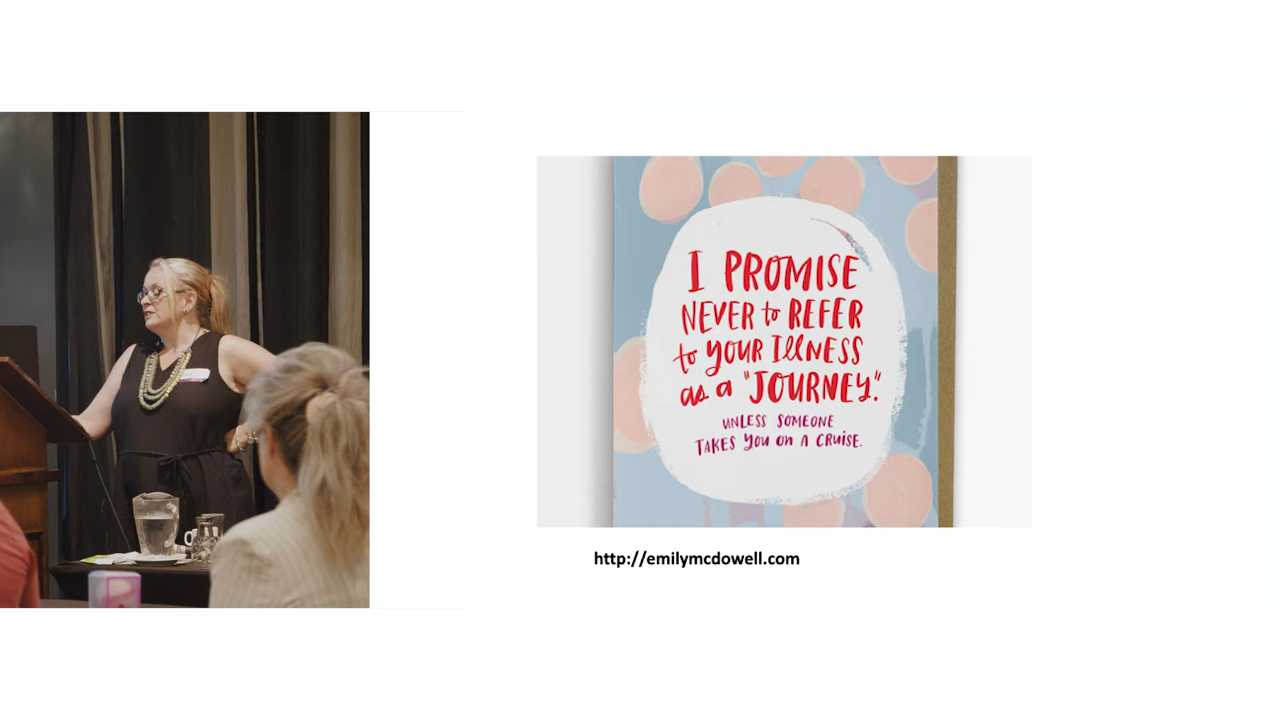 I PROMISE
NEVER to REFER
to YOUR ILLNESS
as a "JOURNEY".
UNLESS SOMEONE
TAKES YOU ON A CRUISE.
http://emilymcdowell.com